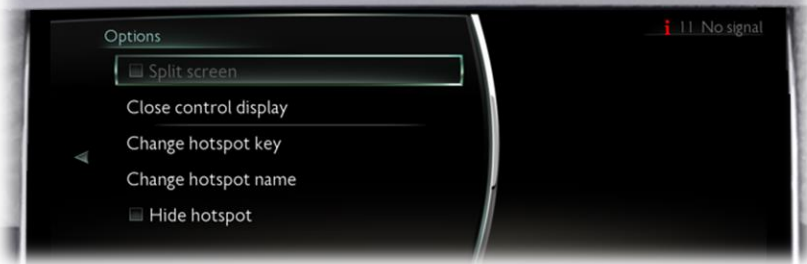 Options
i 11 No signal
Split screen
Close control display
Change hotspot key
Change hotspot name
Hide hotspot